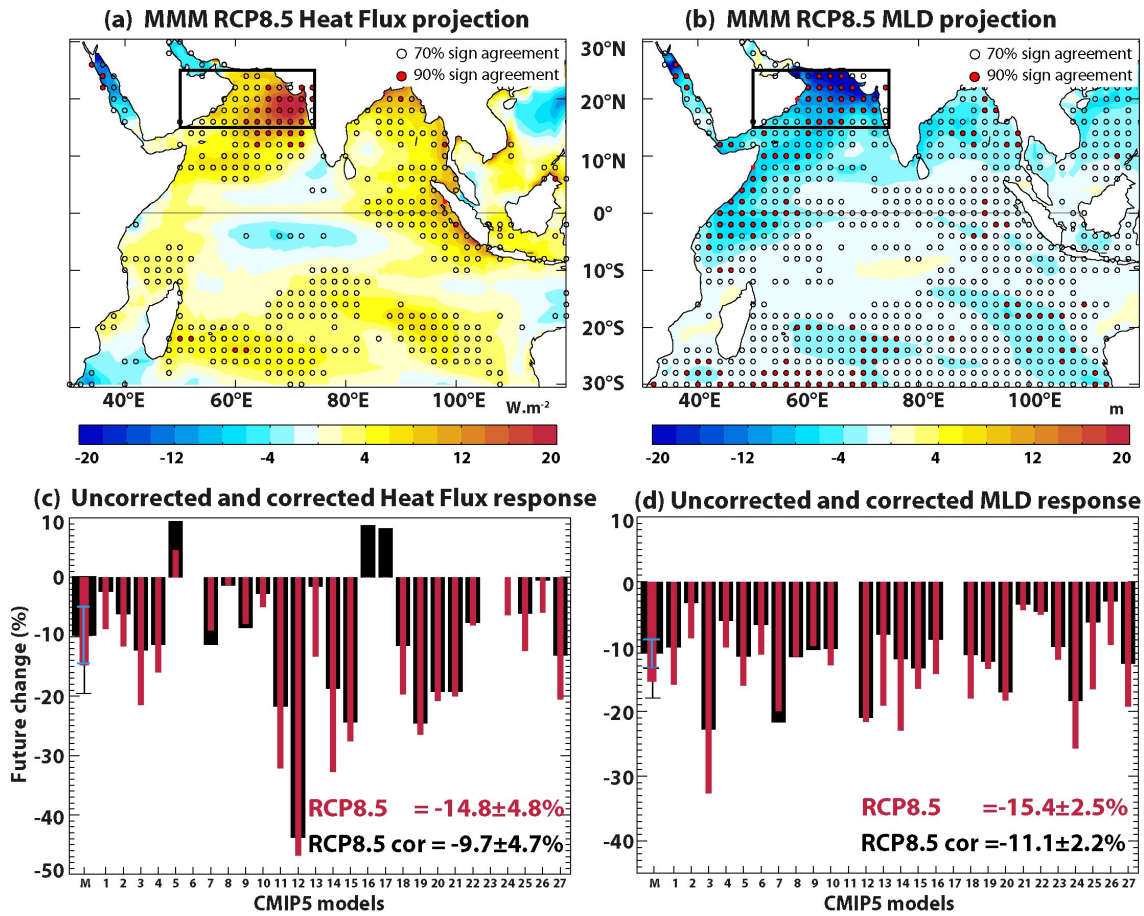 (a) MMM RCP8.5 Heat Flux projection
(b) MMM RCP8.5 MLD projection
70% sign agreement
90% sign agreement
70% sign agreement
90% sign agreement
30°N
20°N
10°N
0°
10°S
20°S
30°S
40°E 60°E 80°E 100°E W.m-2
40°E 60°E 80°E 100°E m
-20 -12 -4 4 12 20
-20 -12 -4 4 12 20
(c) Uncorrected and corrected Heat Flux response
(d) Uncorrected and corrected MLD response
Future change (%)
10
0
-10
-20
-30
-40
-50
RCP8.5 = -14.8±4.8%
RCP8.5 cor = -9.7±4.7%
M 1 2 3 4 5 6 7 8 9 10 11 12 13 14 15 16 17 18 19 20 21 22 23 24 25 26 27
CMIP5 models
10
0
-10
-20
-30
-40
RCP8.5 =-15.4±2.5%
RCP8.5 cor =-11.1±2.2%
M 1 2 3 4 5 6 7 8 9 10 11 12 13 14 15 16 17 18 19 20 21 22 23 24 25 26 27
CMIP5 models